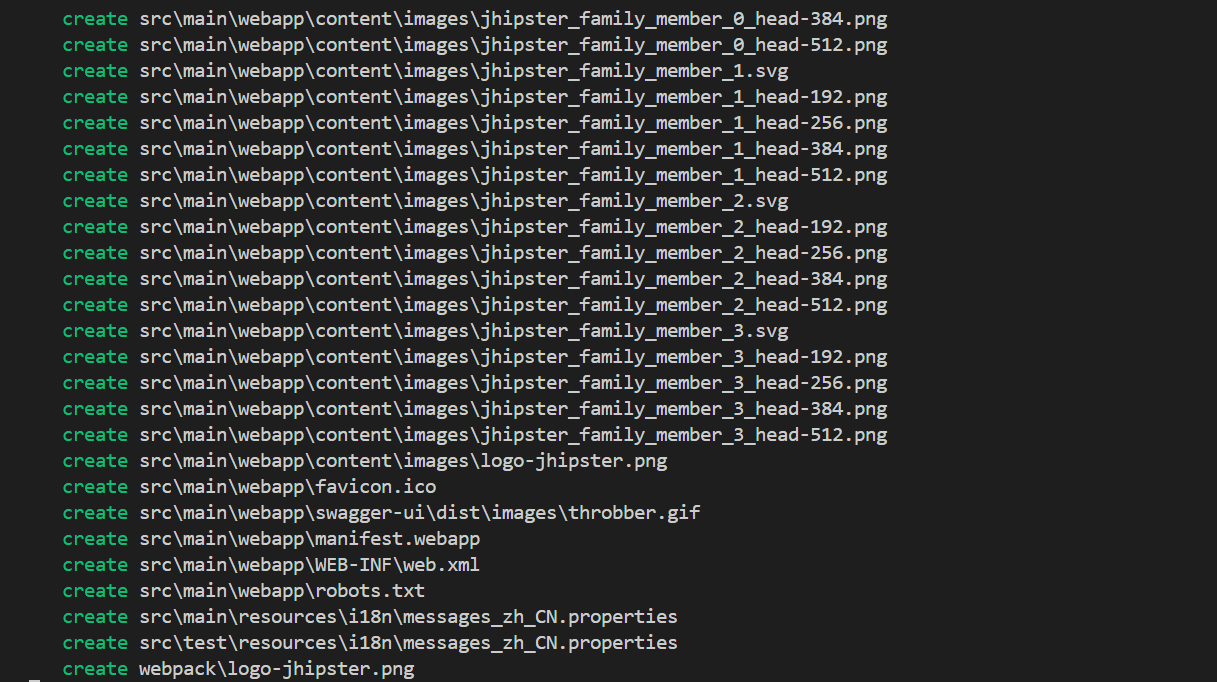 create src\main\webapp\content\images\jhipster_family_member_0_head-384.png
create src\main\webapp\content\images\jhipster_family_member_0_head-512.png
create src\main\webapp\content\images\jhipster_family_member_1.svg
create src\main\webapp\content\images\jhipster_family_member_1_head-192.png
create src\main\webapp\content\images\jhipster_family_member_1_head-256.png
create src\main\webapp\content\images\jhipster_family_member_1_head-384.png
create src\main\webapp\content\images\jhipster_family_member_1_head-512.png
create src\main\webapp\content\images\jhipster_family_member_2.svg
create src\main\webapp\content\images\jhipster_family_member_2_head-192.png
create src\main\webapp\content\images\jhipster_family_member_2_head-256.png
create src\main\webapp\content\images\jhipster_family_member_2_head-384.png
create src\main\webapp\content\images\jhipster_family_member_2_head-512.png
create src\main\webapp\content\images\jhipster_family_member_3.svg
create src\main\webapp\content\images\jhipster_family_member_3_head-192.png
create src\main\webapp\content\images\jhipster_family_member_3_head-256.png
create src\main\webapp\content\images\jhipster_family_member_3_head-384.png
create src\main\webapp\content\images\jhipster_family_member_3_head-512.png
create src\main\webapp\content\images\logo-jhipster.png
create src\main\webapp\favicon.ico
create src\main\webapp\swagger-ui\dist\images\throbber.gif
create src\main\webapp\manifest.webapp
create src\main\webapp\WEB-INF\web.xml
create src\main\webapp\robots.txt
create src\main\resources\i18n\messages_zh_CN.properties
create src\test\resources\i18n\messages_zh_CN.properties
create webpack\logo-jhipster.png